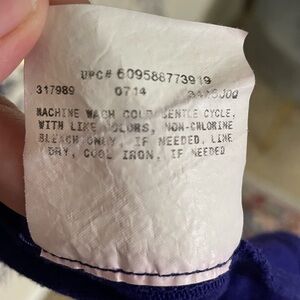 UPC# 609588773919
317989 0714
MACHINE WASH COLD GENTLE CYCLE,
WITH LIKE COLORS, NON-CHLORINE
BLEACH ONLY, IF NEEDED, LINE
DRY, COOL IRON, IF NEEDED